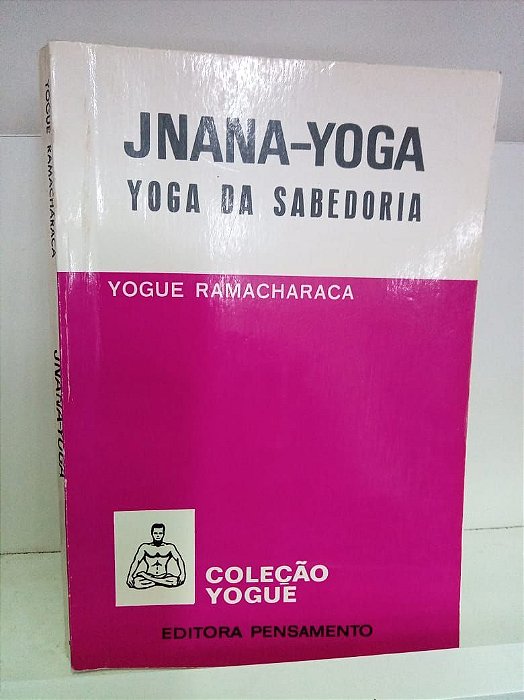 JNANA-YOGA
YOGA DA SABEDORIA
YOGUE RAMACHARACA
COLEÇÃO
YOGUE
EDITORA PENSAMENTO
YOGUE RAMACHARACA
JNANA-YOGA